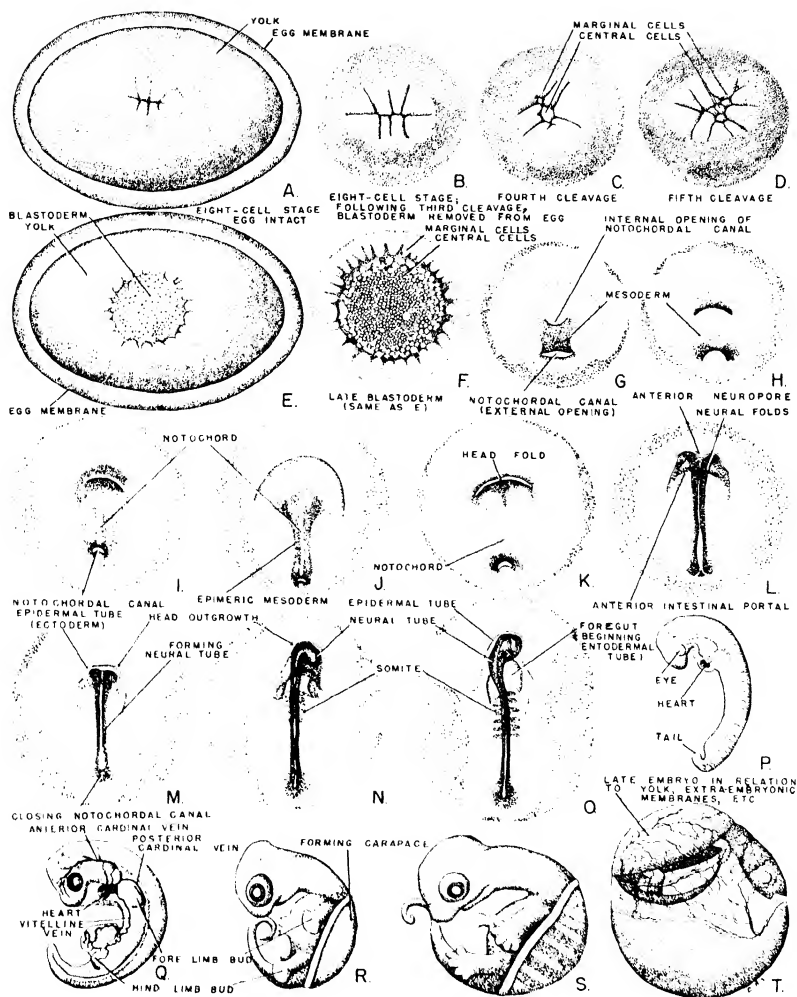 YOLK
EGG MEMBRANE
MARGINAL CELLS
CENTRAL CELLS
A.
B.
C.
D.
EIGHT-CELL STAGE
EGG INTACT
EIGHT-CELL STAGE;
FOLLOWING THIRD CLEAVAGE,
BLASTODERM REMOVED FROM EGG
FOURTH CLEAVAGE
FIFTH CLEAVAGE
BLASTODERM
YOLK
MARGINAL CELLS
CENTRAL CELLS
INTERNAL OPENING OF
NOTOCHORDAL CANAL
MESODERM
EGG MEMBRANE
E.
F.
G
H.
LATE BLASTODERM
(SAME AS E)
NOTOCHORDAL CANAL
(EXTERNAL OPENING)
ANTERIOR NEUROPORE
NEURAL FOLDS
NOTOCHORD
HEAD FOLD
NOTOCHORD
I.
J.
K.
L.
NOTOCHORDAL CANAL
EPIMERIC MESODERM
ANTERIOR INTESTINAL PORTAL
EPIDERMAL TUBE
(ECTODERM)
HEAD OUTGROWTH
EPIDERMAL TUBE
NEURAL TUBE
FOREGUT
(BEGINNING
ENTODERMAL
TUBE)
FORMING
NEURAL TUBE
SOMITE
EYE
HEART
TAIL
M.
N.
O
P.
CLOSING NOTOCHORDAL CANAL
LATE EMBRYO IN RELATION
TO YOLK, EXTRA-EMBRYONIC
MEMBRANES, ETC
ANTERIOR CARDINAL VEIN
POSTERIOR
CARDINAL VEIN
FORMING CARAPACE
HEART
VITELLINE
VEIN
FORE LIMB BUD
HIND LIMB BUD
Q.
R.
S.
T.